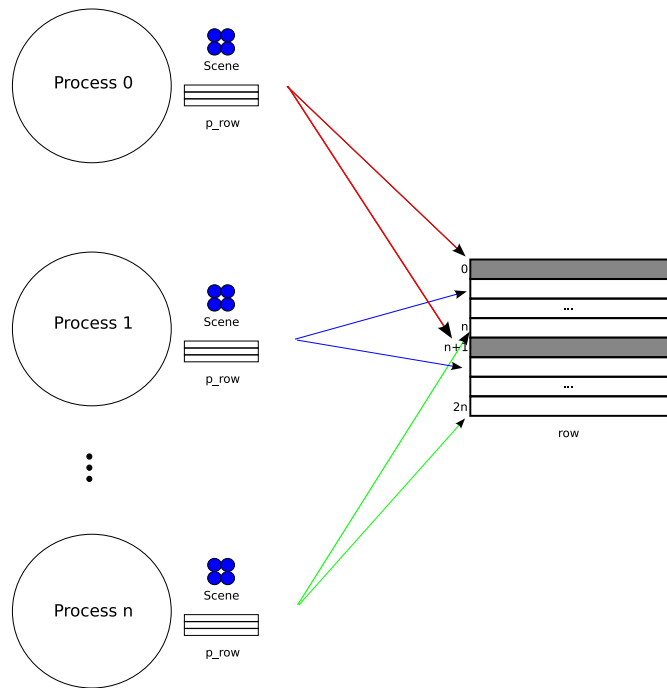 Process 0
Scene
p_row
Process 1
Scene
p_row
0
...
n
n+1
...
2n
row
Process n
Scene
p_row